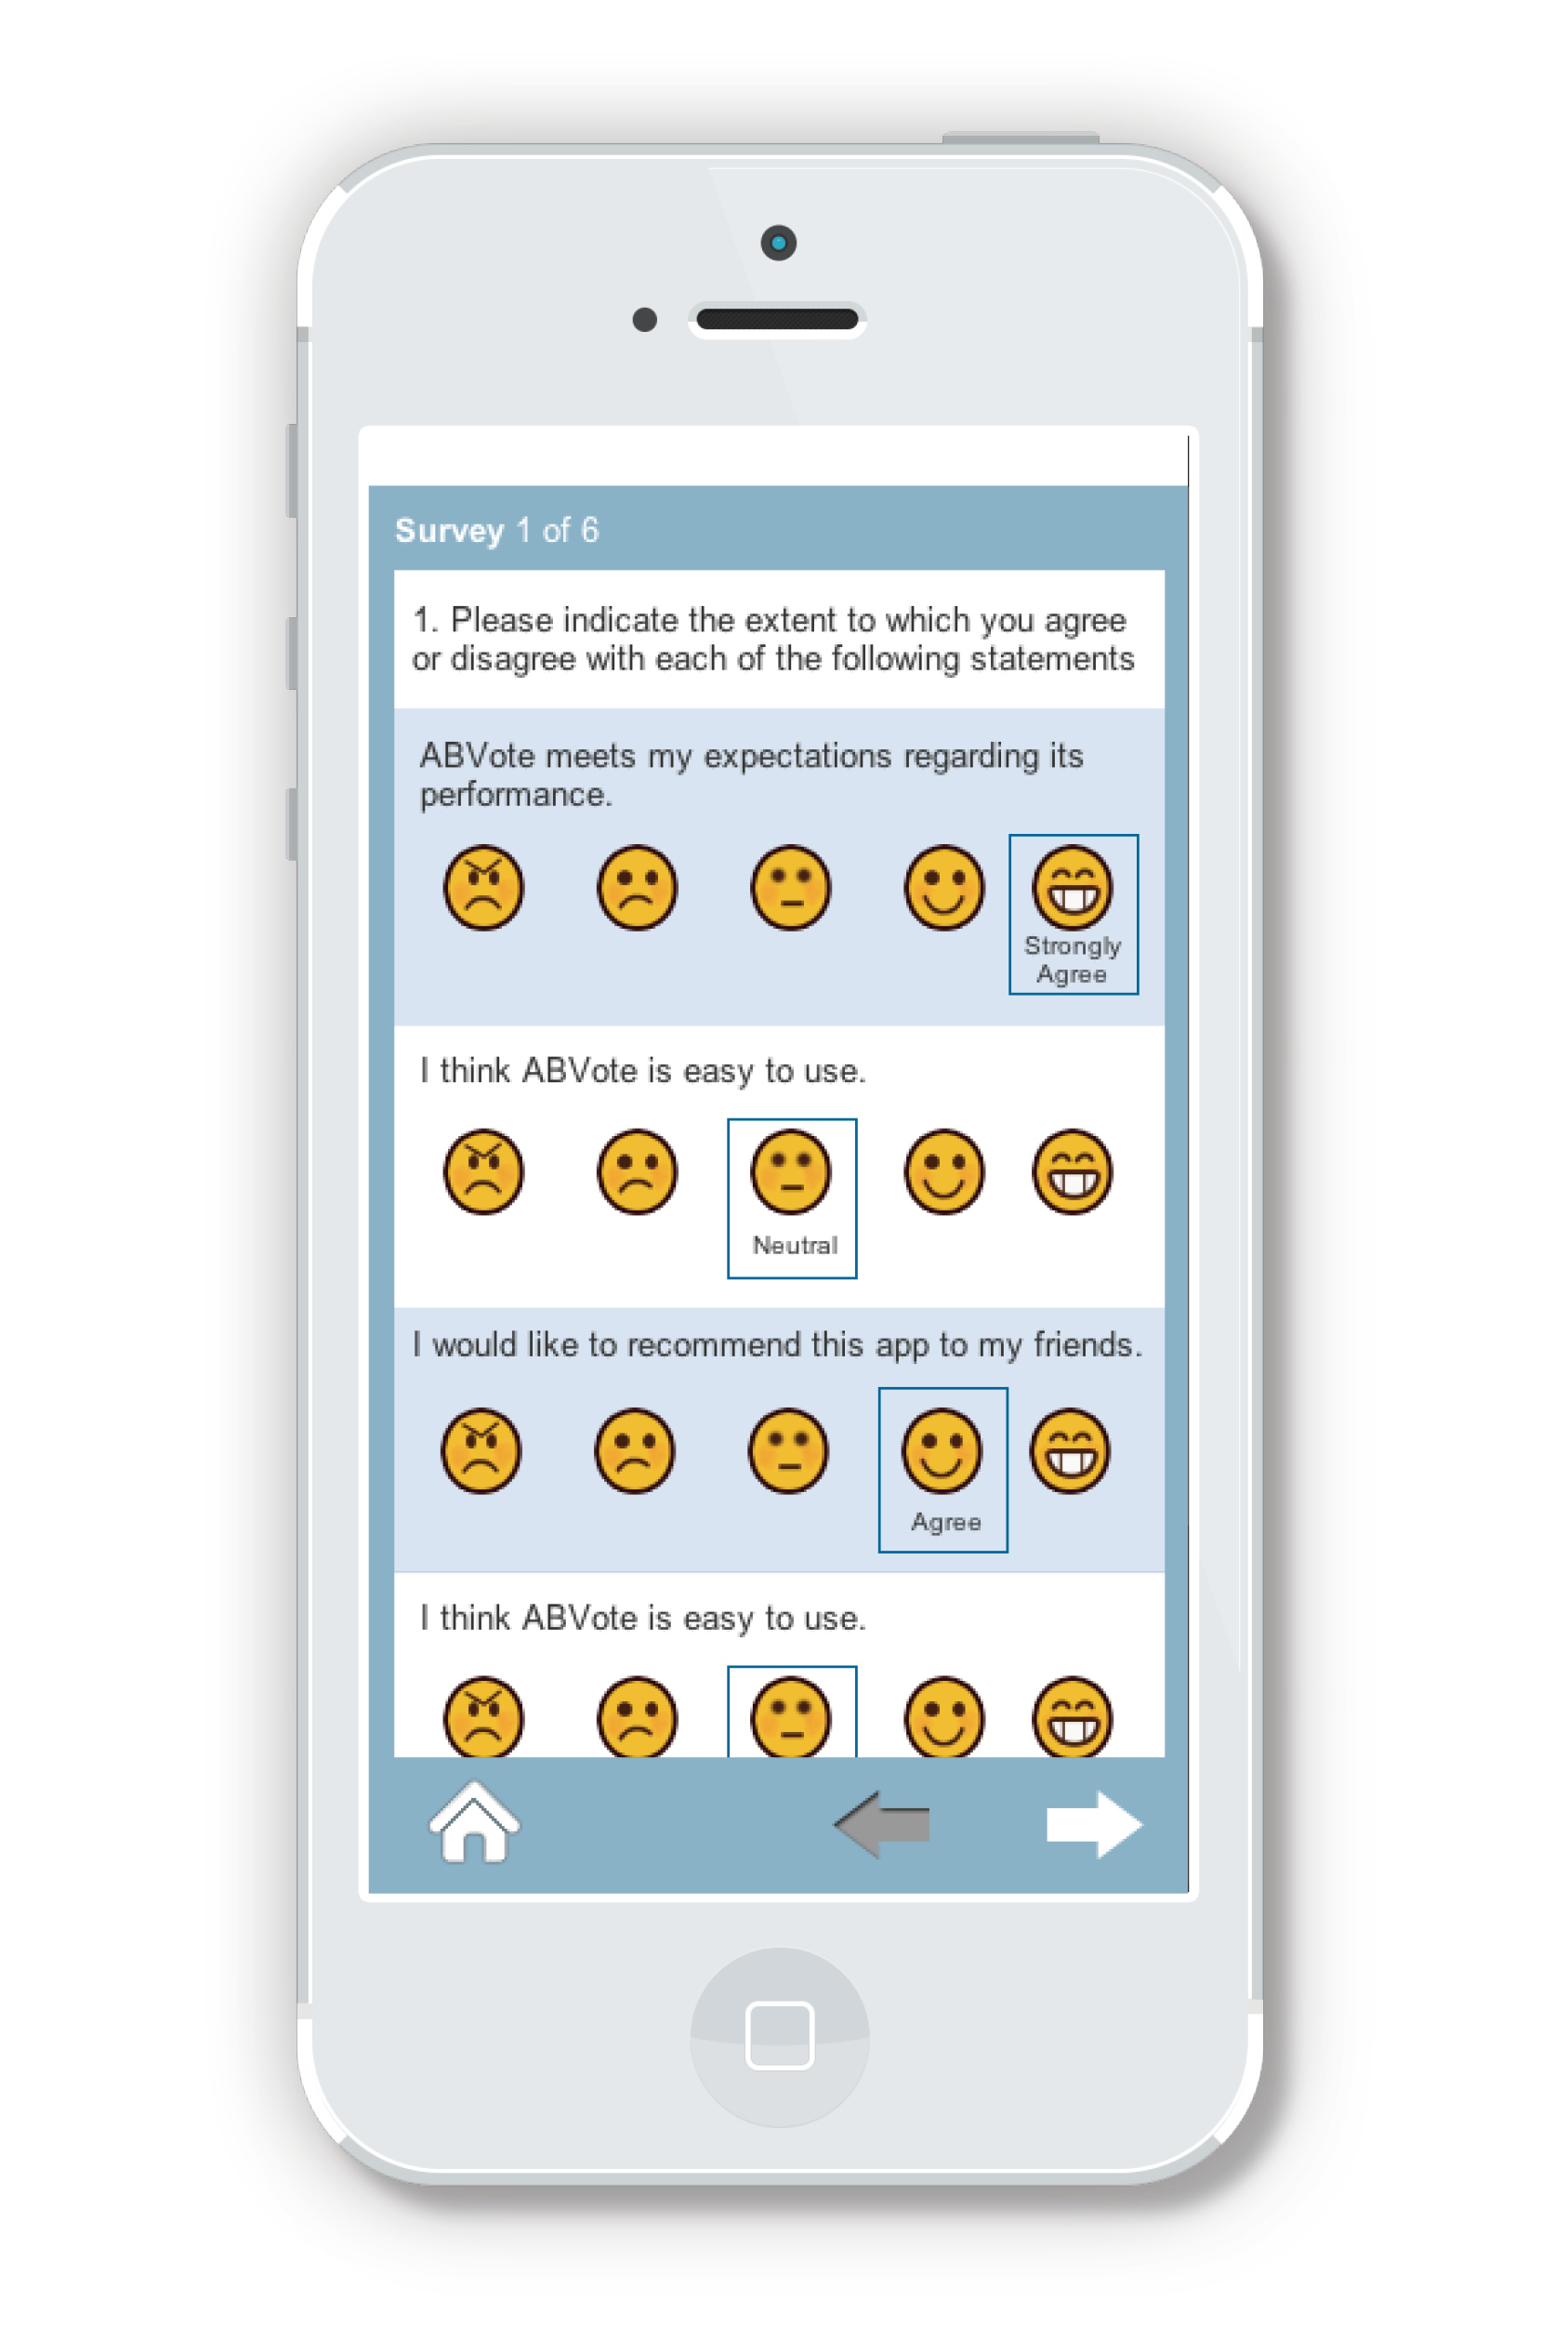 Survey 1 of 6
1. Please indicate the extent to which you agree
or disagree with each of the following statements
ABVote meets my expectations regarding its
performance.
Strongly
Agree
I think ABVote is easy to use.
Neutral
I would like to recommend this app to my friends.
Agree
I think ABVote is easy to use.